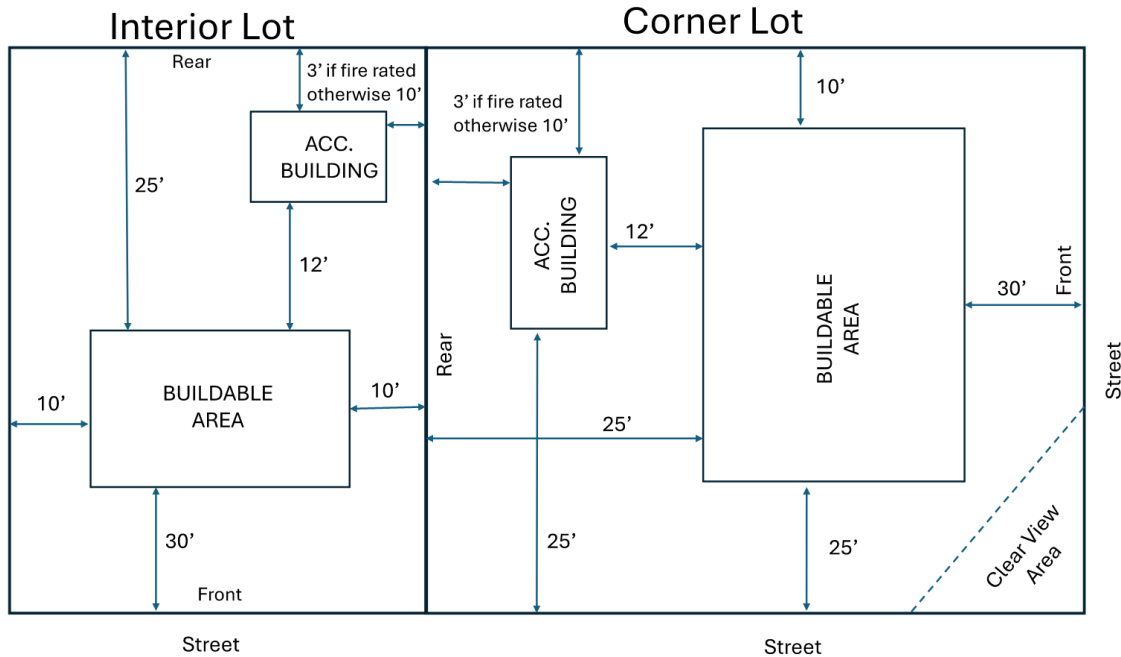 Interior Lot
Rear
3’ if fire rated
otherwise 10’
ACC.
BUILDING
25’
12’
BUILDABLE
AREA
10’
10’
30’
Front
Street
Corner Lot
3’ if fire rated
otherwise 10’
10’
ACC.
BUILDING
12’
BUILDABLE
AREA
30’
Front
Street
Rear
25’
25’
25’
Clear View
Area
Street